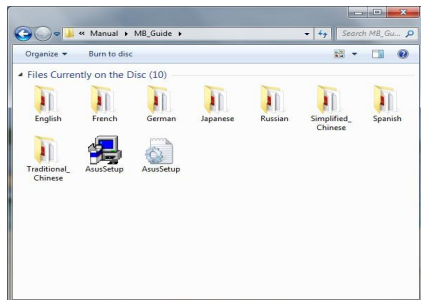 « Manual ▸ MB_Guide ▸
Search MB_Gu...
Organize ▾ Burn to disc
Files Currently on the Disc (10)
English French German Japanese Russian Simplified_ Spanish
Chinese
Traditional_ AsusSetup AsusSetup
Chinese